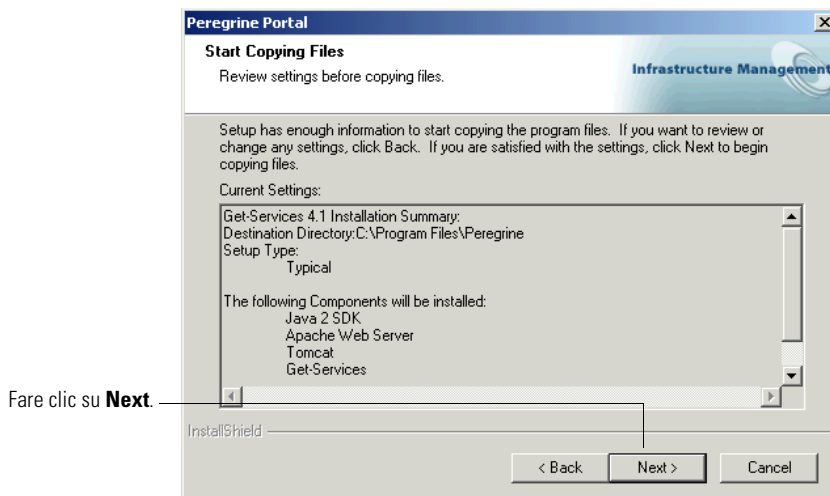 Peregrine Portal
Start Copying Files
Review settings before copying files.
Infrastructure Management
Setup has enough information to start copying the program files. If you want to review or
change any settings, click Back. If you are satisfied with the settings, click Next to begin
copying files.
Current Settings:
Get-Services 4.1 Installation Summary:
Destination Directory:C:\Program Files\Peregrine
Setup Type:
Typical
The following Components will be installed:
Java 2 SDK
Apache Web Server
Tomcat
Get-Services
Fare clic su Next.
InstallShield
< Back
Next >
Cancel